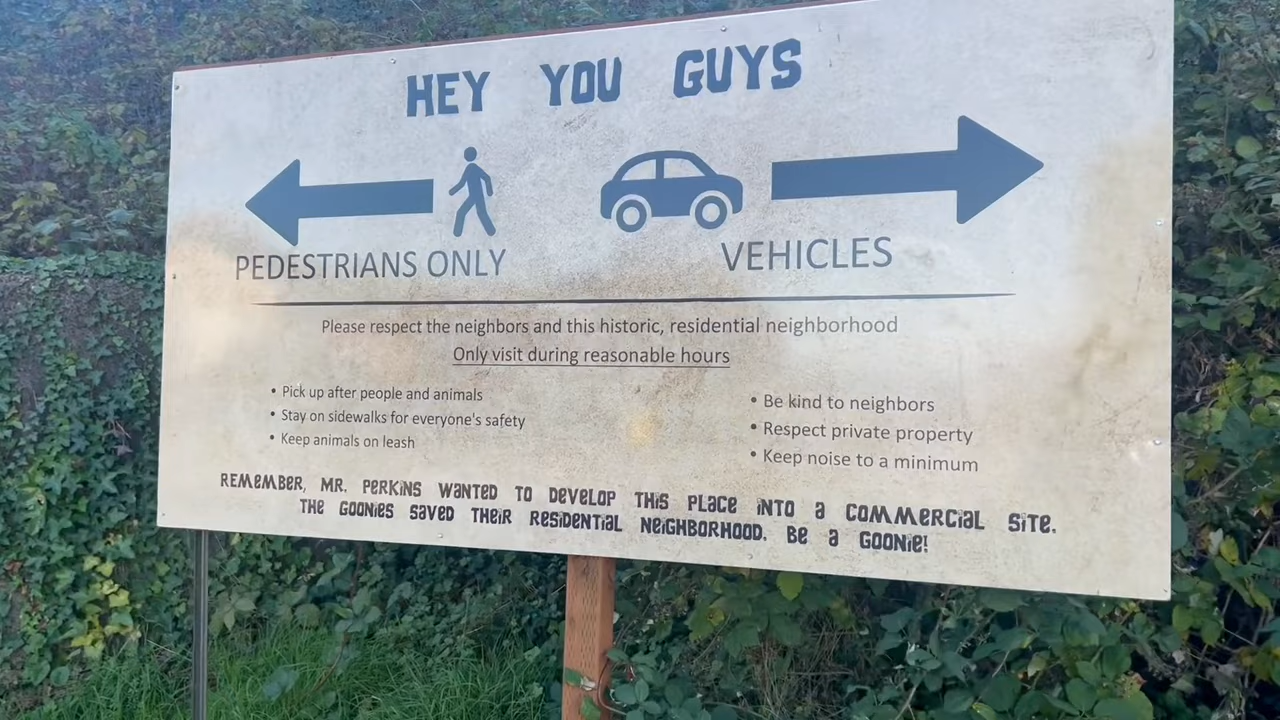 HEY YOU GUYS
PEDESTRIANS ONLY
VEHICLES
Please respect the neighbors and this historic, residential neighborhood
Only visit during reasonable hours
• Pick up after people and animals
• Stay on sidewalks for everyone's safety
• Keep animals on leash
• Be kind to neighbors
• Respect private property
• Keep noise to a minimum
REMEMBER, MR. PERKINS WANTED TO DEVELOP THIS PLACE INTO A COMMERCIAL SITE.
THE GOONIES SAVED THEIR RESIDENTIAL NEIGHBORHOOD. BE A GOONIE!